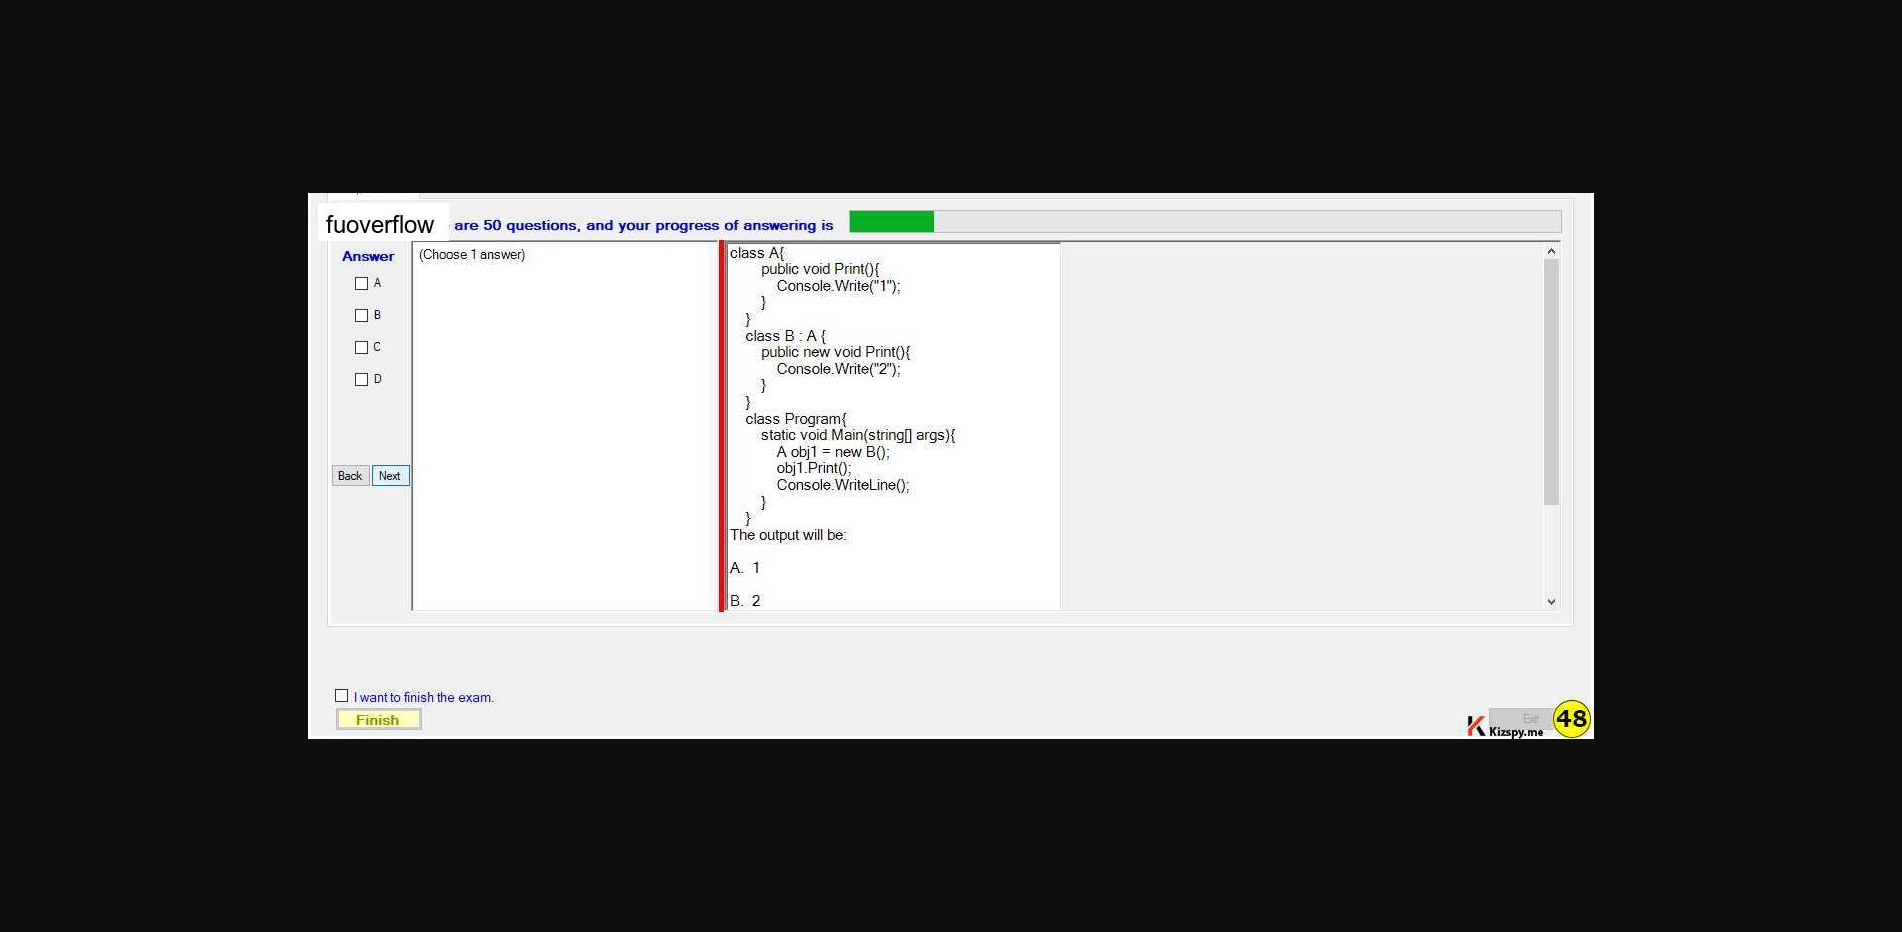 fuoverflow are 50 questions, and your progress of answering is
Answer
A
B
C
D
Back Next
(Choose 1 answer)
class A{
public void Print(){
Console.Write("1");
}
}
class B : A {
public new void Print(){
Console.Write("2");
}
}
class Program{
static void Main(string[] args){
A obj1 = new B();
obj1.Print();
Console.WriteLine();
}
}
The output will be:
A. 1
B. 2
I want to finish the exam.
Finish
Kizspy.me
Exit
48